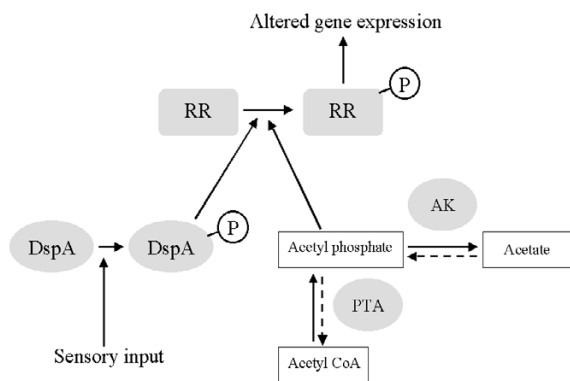 Altered gene expression
P
RR
RR
AK
DspA
DspA
P
Acetyl phosphate
Acetate
PTA
Sensory input
Acetyl CoA